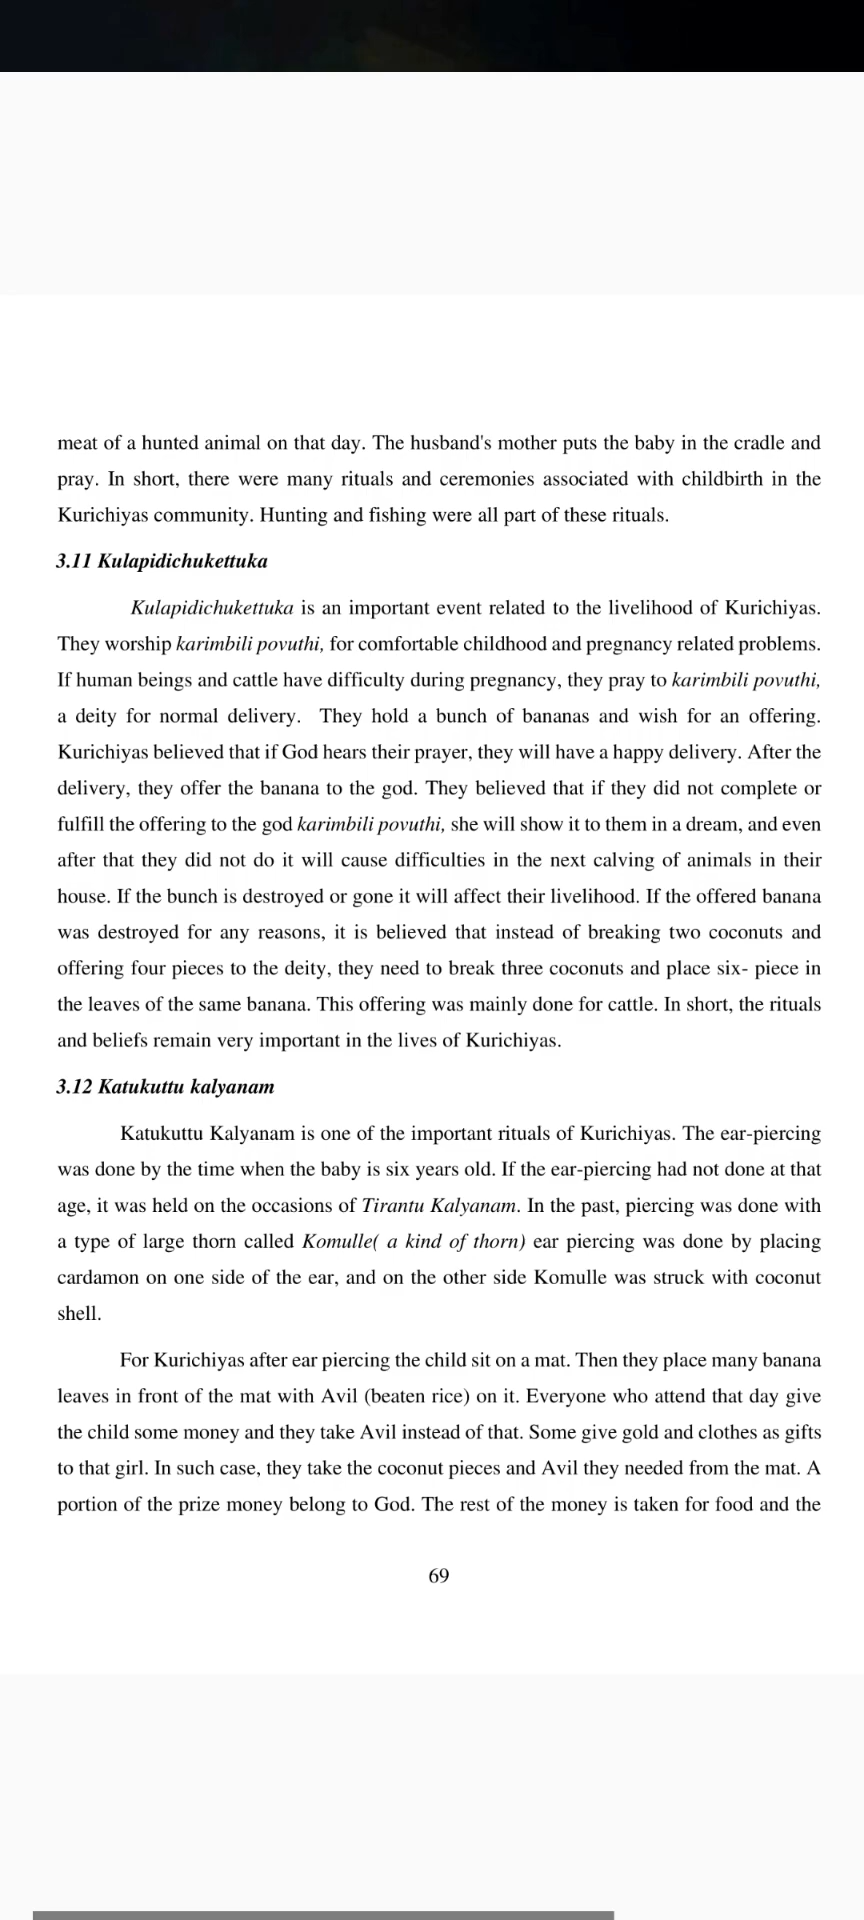 meat of a hunted animal on that day. The husband's mother puts the baby in the cradle and
pray. In short, there were many rituals and ceremonies associated with childbirth in the
Kurichiyas community. Hunting and fishing were all part of these rituals.
3.11 Kulapidichukettuka
Kulapidichukettuka is an important event related to the livelihood of Kurichiyas.
They worship karimbili povuthi, for comfortable childhood and pregnancy related problems.
If human beings and cattle have difficulty during pregnancy, they pray to karimbili povuthi,
a deity for normal delivery. They hold a bunch of bananas and wish for an offering.
Kurichiyas believed that if God hears their prayer, they will have a happy delivery. After the
delivery, they offer the banana to the god. They believed that if they did not complete or
fulfill the offering to the god karimbili povuthi, she will show it to them in a dream, and even
after that they did not do it will cause difficulties in the next calving of animals in their
house. If the bunch is destroyed or gone it will affect their livelihood. If the offered banana
was destroyed for any reasons, it is believed that instead of breaking two coconuts and
offering four pieces to the deity, they need to break three coconuts and place six- piece in
the leaves of the same banana. This offering was mainly done for cattle. In short, the rituals
and beliefs remain very important in the lives of Kurichiyas.
3.12 Katukuttu kalyanam
Katukuttu Kalyanam is one of the important rituals of Kurichiyas. The ear-piercing
was done by the time when the baby is six years old. If the ear-piercing had not done at that
age, it was held on the occasions of Tirantu Kalyanam. In the past, piercing was done with
a type of large thorn called Komulle( a kind of thorn) ear piercing was done by placing
cardamon on one side of the ear, and on the other side Komulle was struck with coconut
shell.
For Kurichiyas after ear piercing the child sit on a mat. Then they place many banana
leaves in front of the mat with Avil (beaten rice) on it. Everyone who attend that day give
the child some money and they take Avil instead of that. Some give gold and clothes as gifts
to that girl. In such case, they take the coconut pieces and Avil they needed from the mat. A
portion of the prize money belong to God. The rest of the money is taken for food and the
69